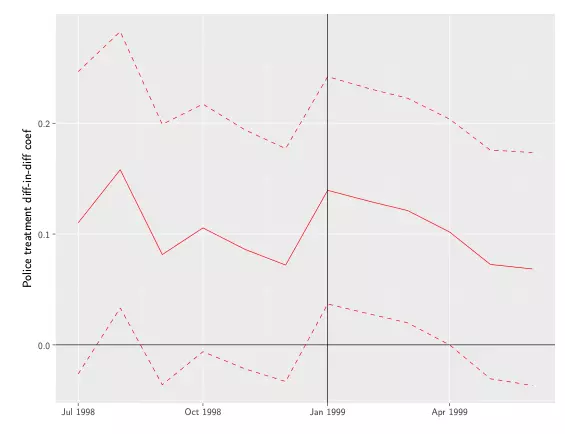 Police treatment diff-in-diff coef
0.2
0.1
0.0
Jul 1998
Oct 1998
Jan 1999
Apr 1999